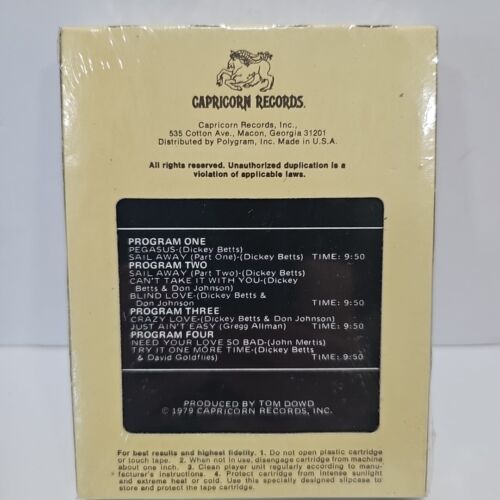 CAPRICORN RECORDS.
Capricorn Records, Inc.,
535 Cotton Ave., Macon, Georgia 31201
Distributed by Polygram, Inc. Made in U.S.A.
All rights reserved. Unauthorized duplication is a
violation of applicable laws.
PROGRAM ONE
PEGASUS-(Dickey Betts)
SAIL AWAY (Part One)-(Dickey Betts) TIME: 9:50
PROGRAM TWO
SAIL AWAY (Part Two)-(Dickey Betts)
CAN'T TAKE IT WITH YOU-(Dickey
Betts & Don Johnson)
BLIND LOVE-(Dickey Betts &
Don Johnson TIME: 9:50
PROGRAM THREE
CRAZY LOVE-(Dickey Betts & Don Johnson)
JUST AIN'T EASY (Gregg Allman) TIME: 9:50
PROGRAM FOUR
NEED YOUR LOVE SO BAD-(John Mertis)
TRY IT ONE MORE TIME-(Dickey Betts
& David Goldflies) TIME: 9:50
PRODUCED BY TOM DOWD
© 1979 CAPRICORN RECORDS, INC.
For best results and highest fidelity. 1. Do not open plastic cartridge
or touch tape. 2. When not in use, disengage cartridge from machine
about one inch. 3. Clean player unit regularly according to manu-
facturer's instructions. 4. Protect cartridge from intense sunlight
and extreme heat or cold. Use this specially designed slipcase to
store and protect the tape cartridge.